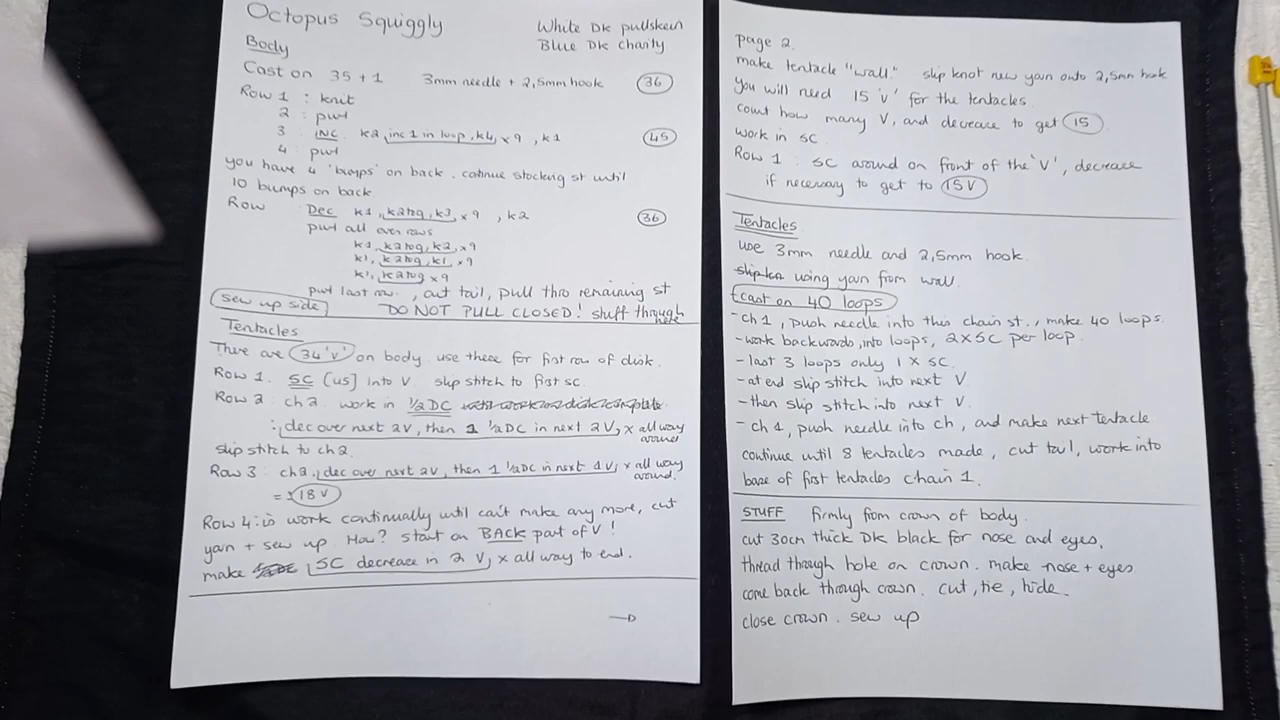 Octopus Squiggly
White DK pullskein
Blue DK charity
Body
Cast on 35 + 1 3mm needle + 2,5mm hook 36
Row 1 : knit
2 : purl
3 INC k2, inc 1 in loop, k4, x 9, k1 45
4 purl
you have 4 'bumps' on back. continue stocking st until
10 bumps on back
Row Dec k1, k2tog, k3, x9, k2 36
purl all over rows
k1, k2tog, k2, x9
k1, k2tog, k1, x9
k1, k2tog x9
purl last row, cut tail, pull thro remaining st
sew up side DO NOT PULL CLOSED! stuff through here
Tentacles
There are 34 'v' on body. use these for first row of disk.
Row 1. SC (US) into V slip stitch to first sc.
Row 2 : ch 2. work in 1/2 DC
: dec over next 2V, then 1 1/2DC in next 2V, x all way around
slip stitch to ch 2.
Row 3 : ch2, dec over next 2V, then 1 1/2DC in next 1V, x all way around.
= 18 V
Row 4: work continually until can't make any more, cut
yarn + sew up. How? start on BACK part of V!
make SC decrease in 2 V, x all way to end.
page 2.
make tentacle "wall." slip knot new yarn onto 2,5mm hook
you will need 15 'v' for the tentacles.
count how many V, and decrease to get 15
work in sc.
Row 1 : SC around on front of the 'V', decrease
if necessary to get to 15V
Tentacles
use 3mm needle and 2,5mm hook.
using yarn from wall.
cast on 40 loops
- ch 1, push needle into this chain st., make 40 loops.
- work backwards, into loops, 2 x SC per loop.
- last 3 loops only 1 x SC.
- at end slip stitch into next V.
- then slip stitch into next V.
- ch 1, push needle into ch, and make next tentacle
continue until 8 tentacles made, cut tail, work into
base of first tentacles chain 1.
STUFF firmly from crown of body.
cut 30cm thick DK black for nose and eyes,
thread through hole on crown. make nose + eyes
come back through crown. cut, tie, hide.
close crown. sew up